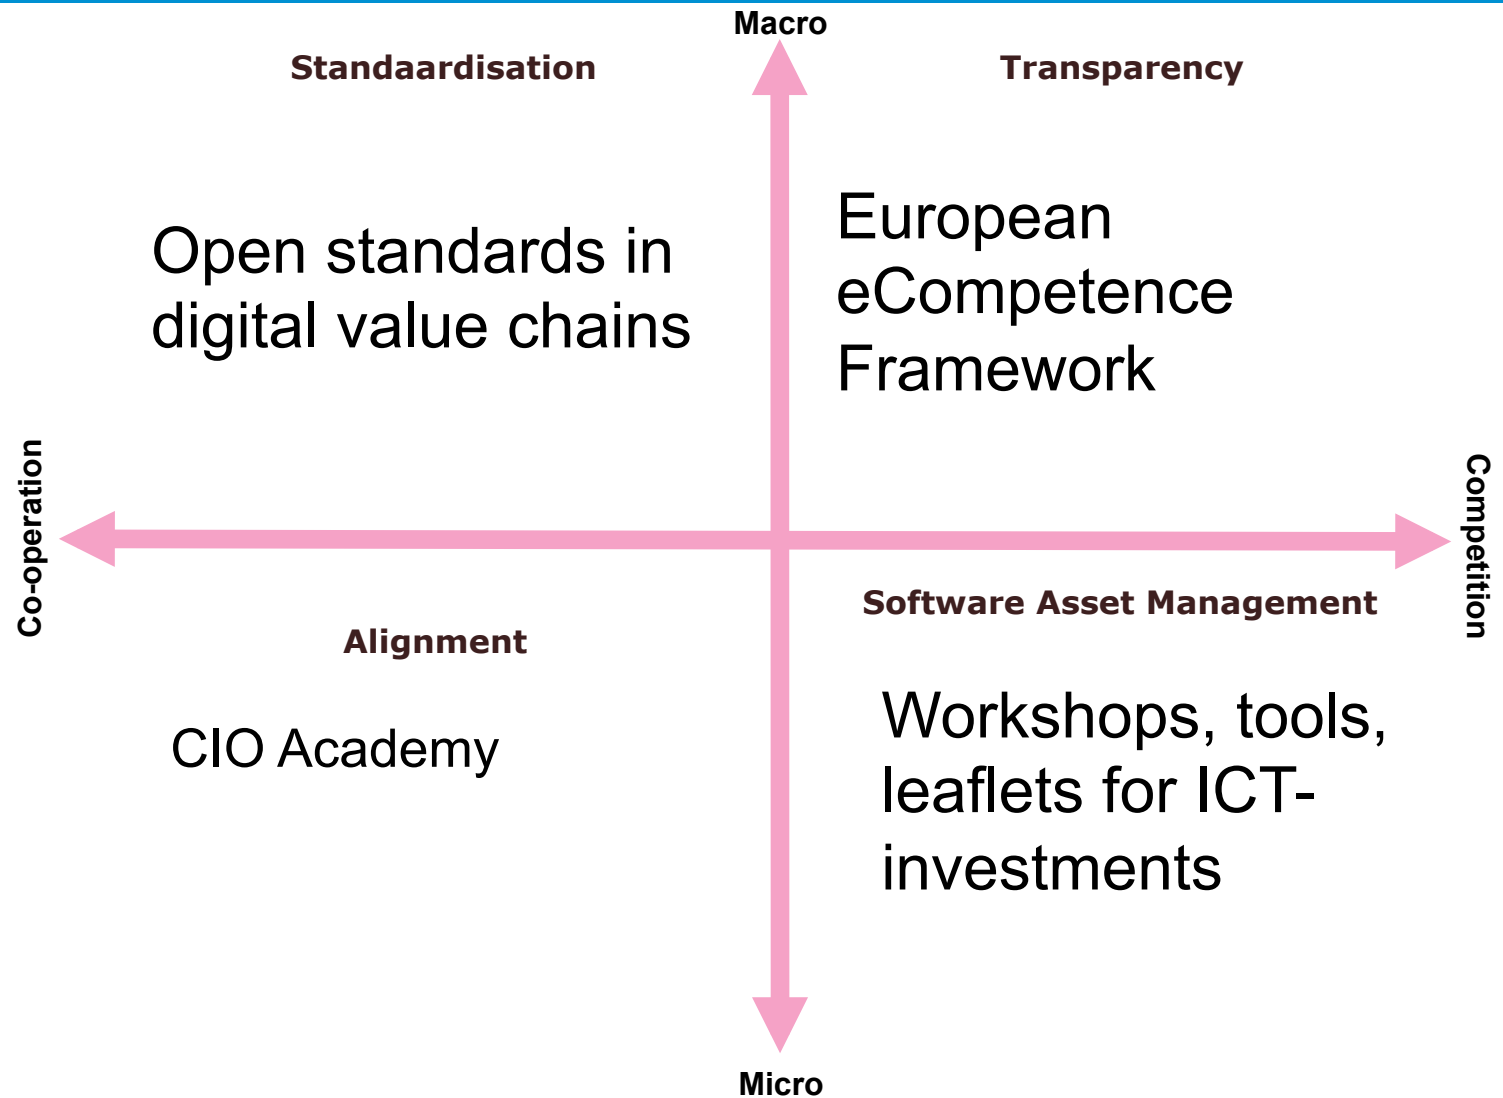 Macro
Standaardisation
Transparency
Open standards in
digital value chains
European
eCompetence
Framework
Co-operation
Competition
Alignment
Software Asset Management
CIO Academy
Workshops, tools,
leaflets for ICT-
investments
Micro